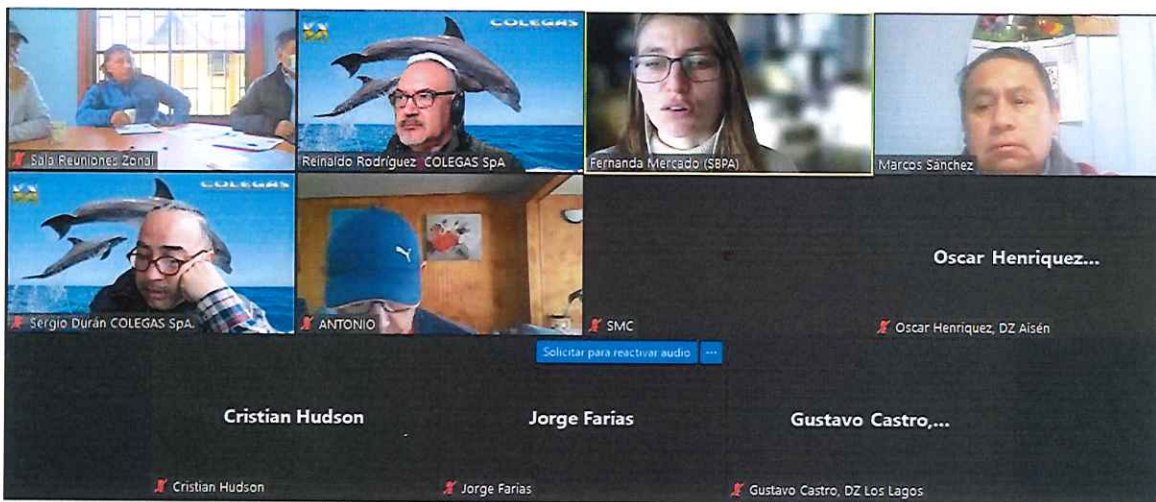 COLEGAS
Sala Reuniones Zonal
Reinaldo Rodríguez COLEGAS SpA
Fernanda Mercado (SBPA)
Marcos Sánchez
COLEGAS
Sergio Durán COLEGAS SpA.
ANTONIO
SMC
Oscar Henriquez...
Oscar Henriquez, DZ Aisén
Solicitar para reactivar audio ...
Cristian Hudson
Jorge Farias
Gustavo Castro,...
Cristian Hudson
Jorge Farias
Gustavo Castro, DZ Los Lagos